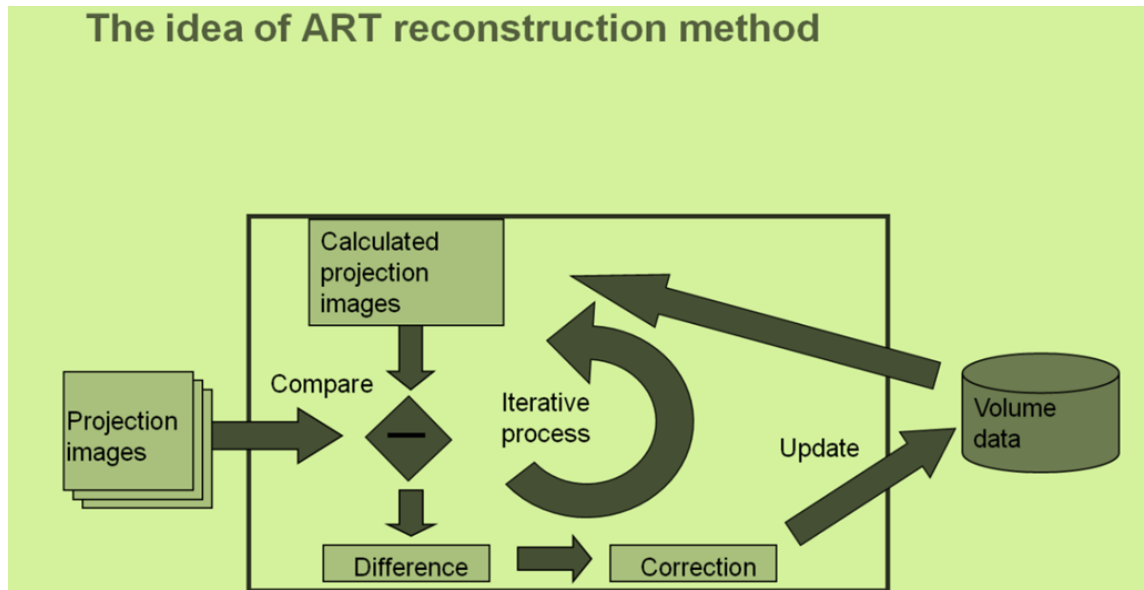 The idea of ART reconstruction method
Calculated
projection
images
Compare
Projection
images
Iterative
process
Volume
data
Update
Difference
Correction